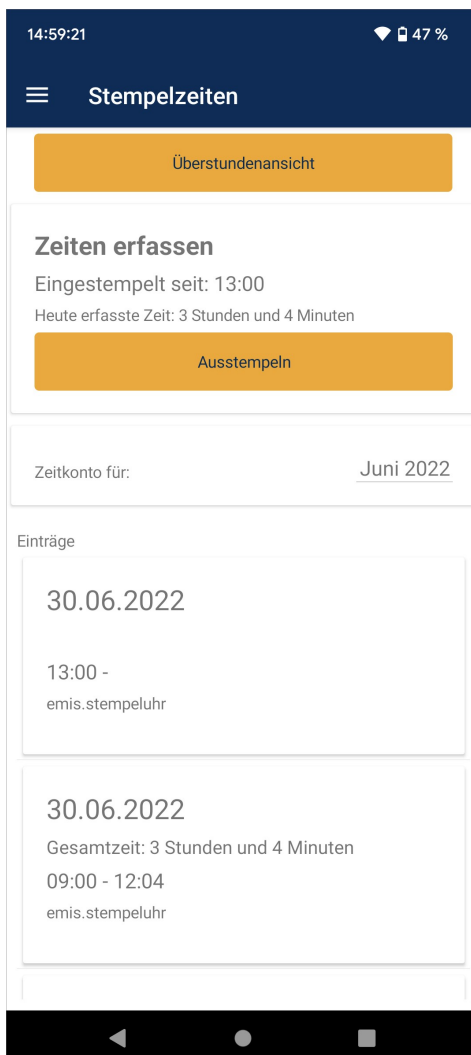 14:59:21 47 %
Stempelzeiten
Überstundenansicht
Zeiten erfassen
Eingestempelt seit: 13:00
Heute erfasste Zeit: 3 Stunden und 4 Minuten
Ausstempeln
Zeitkonto für: Juni 2022
Einträge
30.06.2022
13:00 -
emis.stempeluhr
30.06.2022
Gesamtzeit: 3 Stunden und 4 Minuten
09:00 - 12:04
emis.stempeluhr